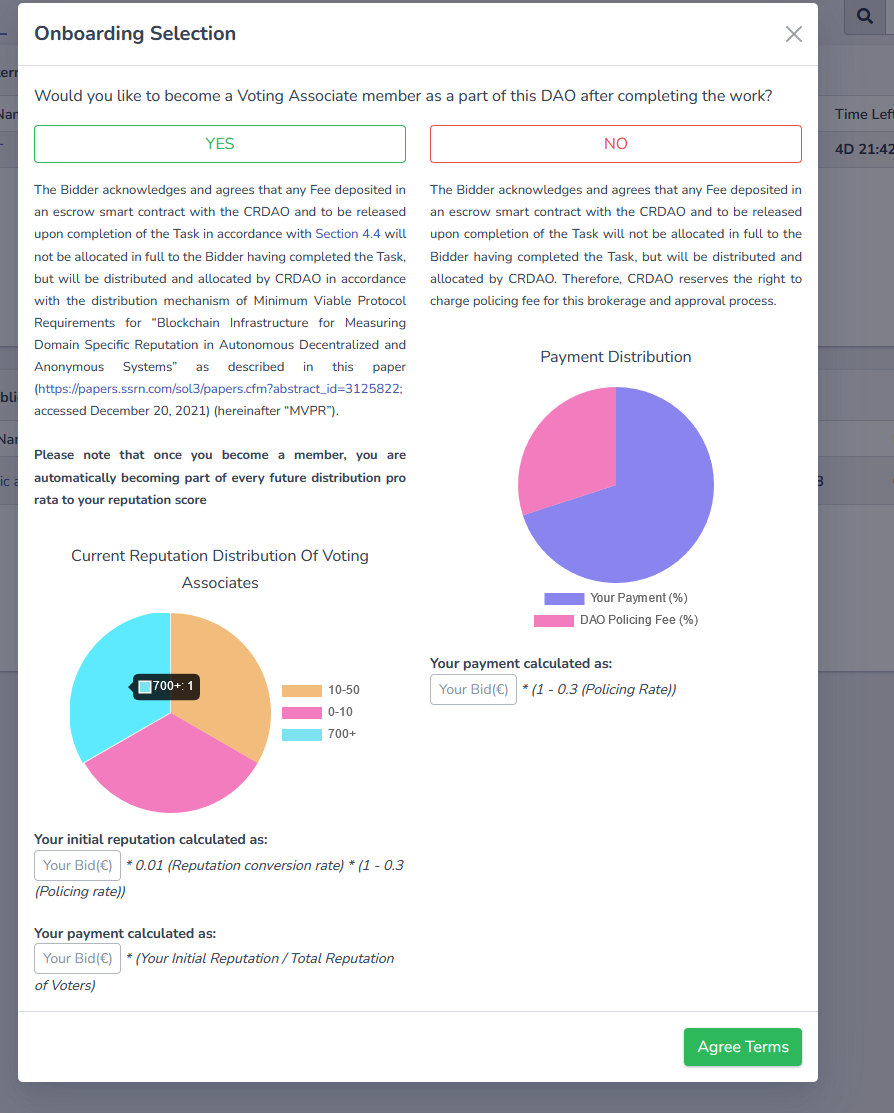 Onboarding Selection
Would you like to become a Voting Associate member as a part of this DAO after completing the work?
YES
The Bidder acknowledges and agrees that any Fee deposited in
an escrow smart contract with the CRDAO and to be released
upon completion of the Task in accordance with Section 4.4 will
not be allocated in full to the Bidder having completed the Task,
but will be distributed and allocated by CRDAO in accordance
with the distribution mechanism of Minimum Viable Protocol
Requirements for “Blockchain Infrastructure for Measuring
Domain Specific Reputation in Autonomous Decentralized and
Anonymous Systems” as described in this paper
(https://papers.ssrn.com/sol3/papers.cfm?abstract_id=3125822;
accessed December 20, 2021) (hereinafter “MVPR”).
Please note that once you become a member, you are
automatically becoming part of every future distribution pro
rata to your reputation score
Current Reputation Distribution Of Voting
Associates
700+: 1
10-50
0-10
700+
Your initial reputation calculated as:
Your Bid(€) * 0.01 (Reputation conversion rate) * (1 - 0.3
(Policing rate))
Your payment calculated as:
Your Bid(€) * (Your Initial Reputation / Total Reputation
of Voters)
NO
The Bidder acknowledges and agrees that any Fee deposited in
an escrow smart contract with the CRDAO and to be released
upon completion of the Task will not be allocated in full to the
Bidder having completed the Task, but will be distributed and
allocated by CRDAO. Therefore, CRDAO reserves the right to
charge policing fee for this brokerage and approval process.
Payment Distribution
Your Payment (%)
DAO Policing Fee (%)
Your payment calculated as:
Your Bid(€) * (1 - 0.3 (Policing Rate))
Agree Terms
Time Left
4D 21:42